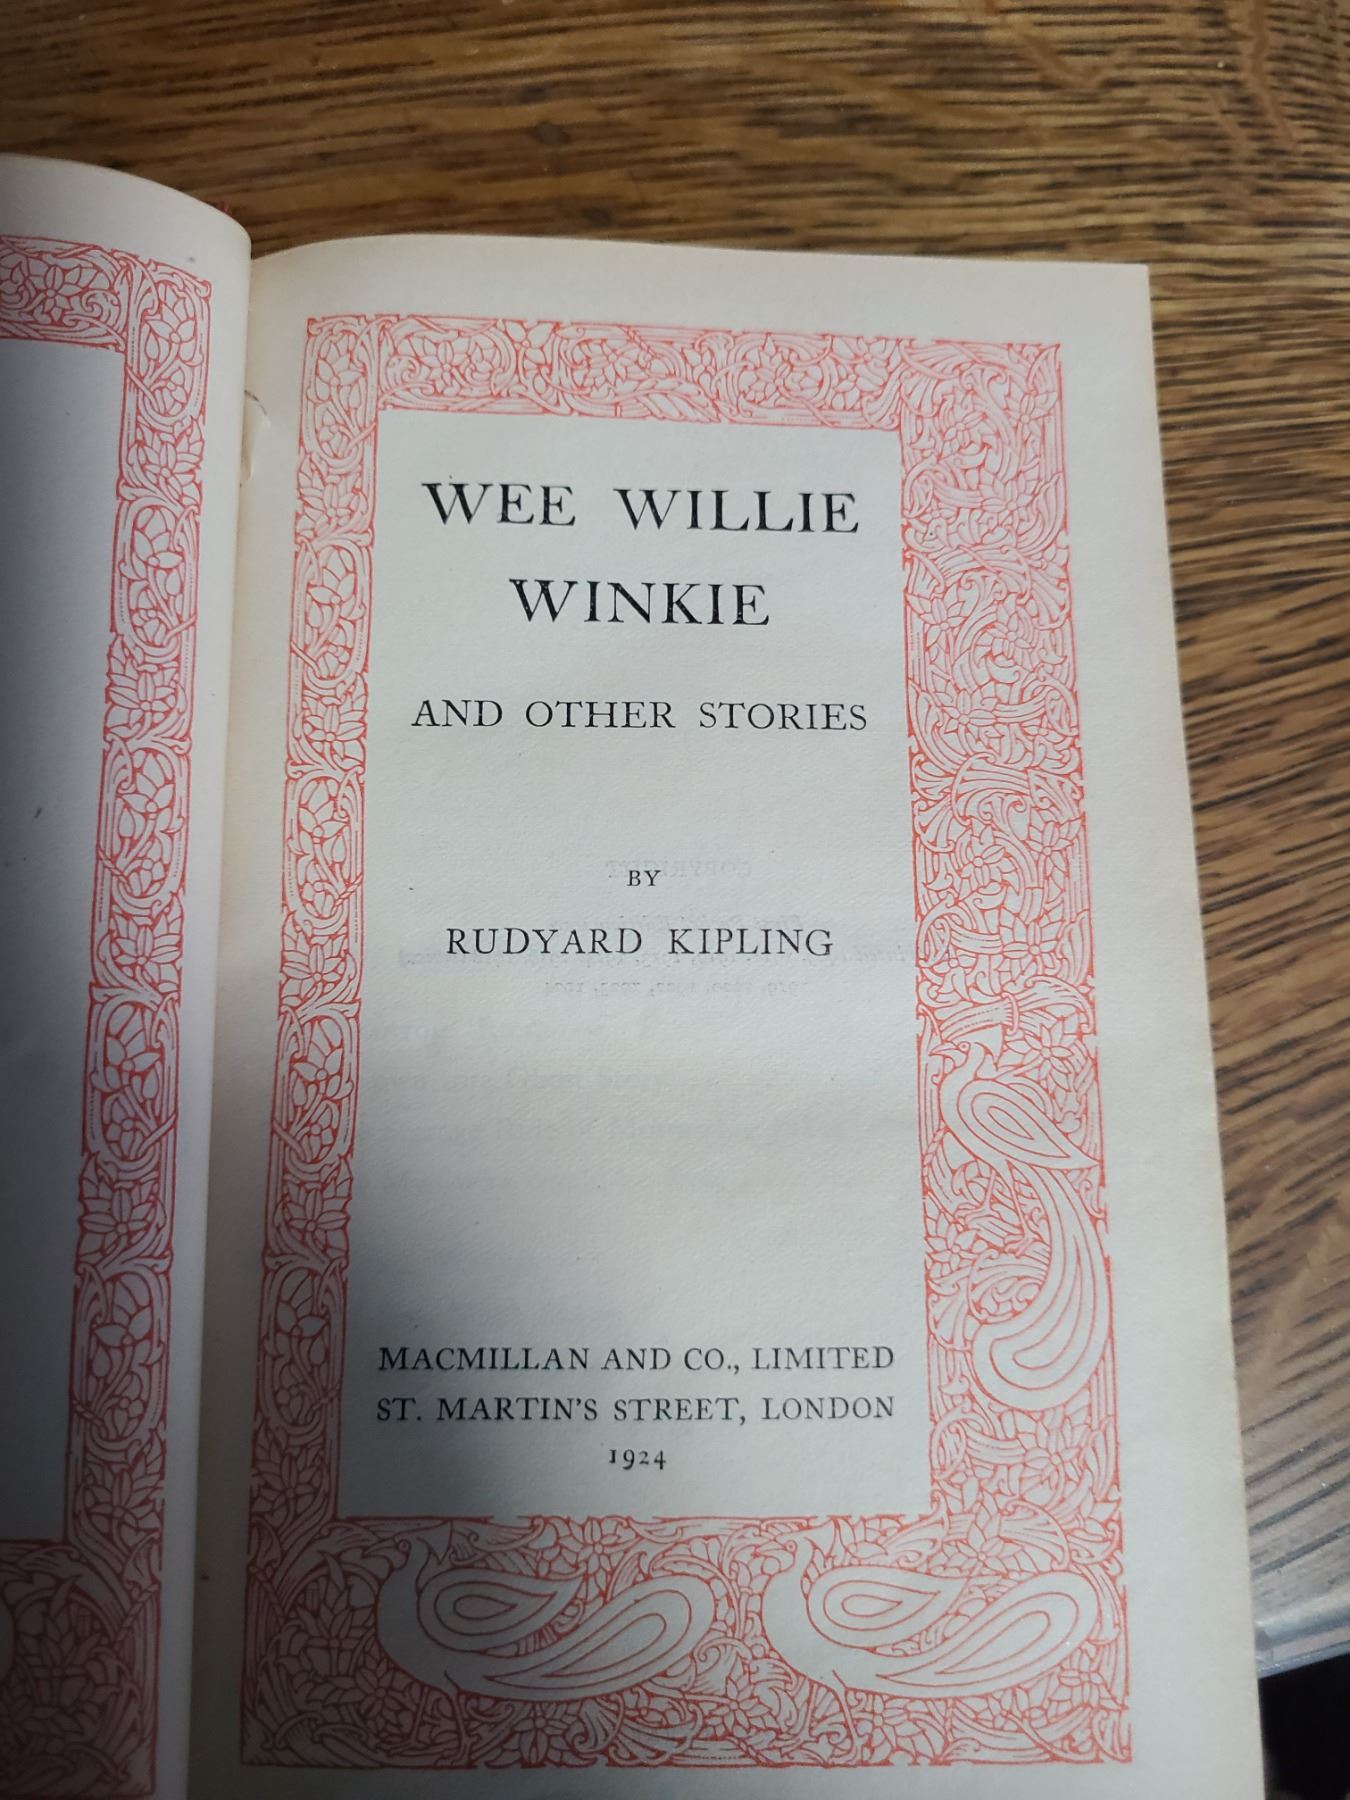 WEE WILLIE
WINKIE
AND OTHER STORIES
BY
RUDYARD KIPLING
MACMILLAN AND CO., LIMITED
ST. MARTIN'S STREET, LONDON
1924